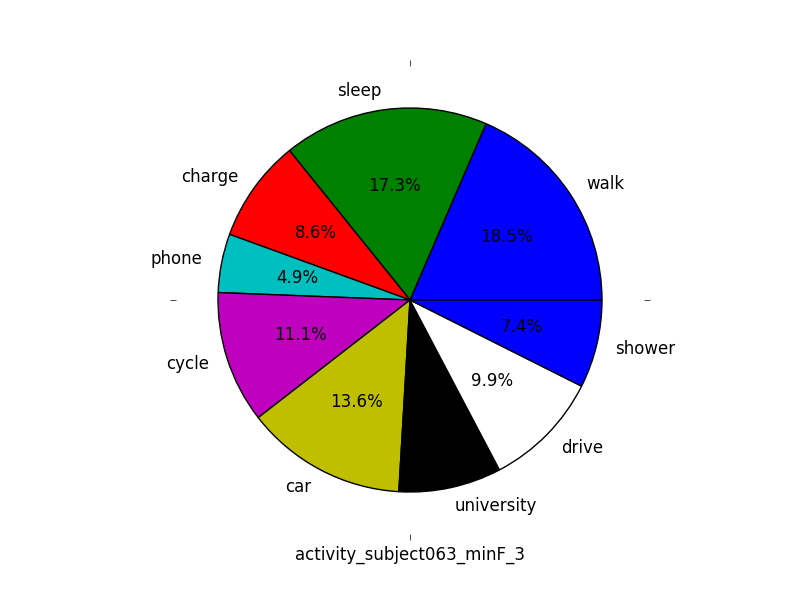 sleep
walk
charge
17.3%
18.5%
8.6%
phone
4.9%
7.4%
11.1%
shower
cycle
9.9%
13.6%
drive
car
university
activity_subject063_minF_3